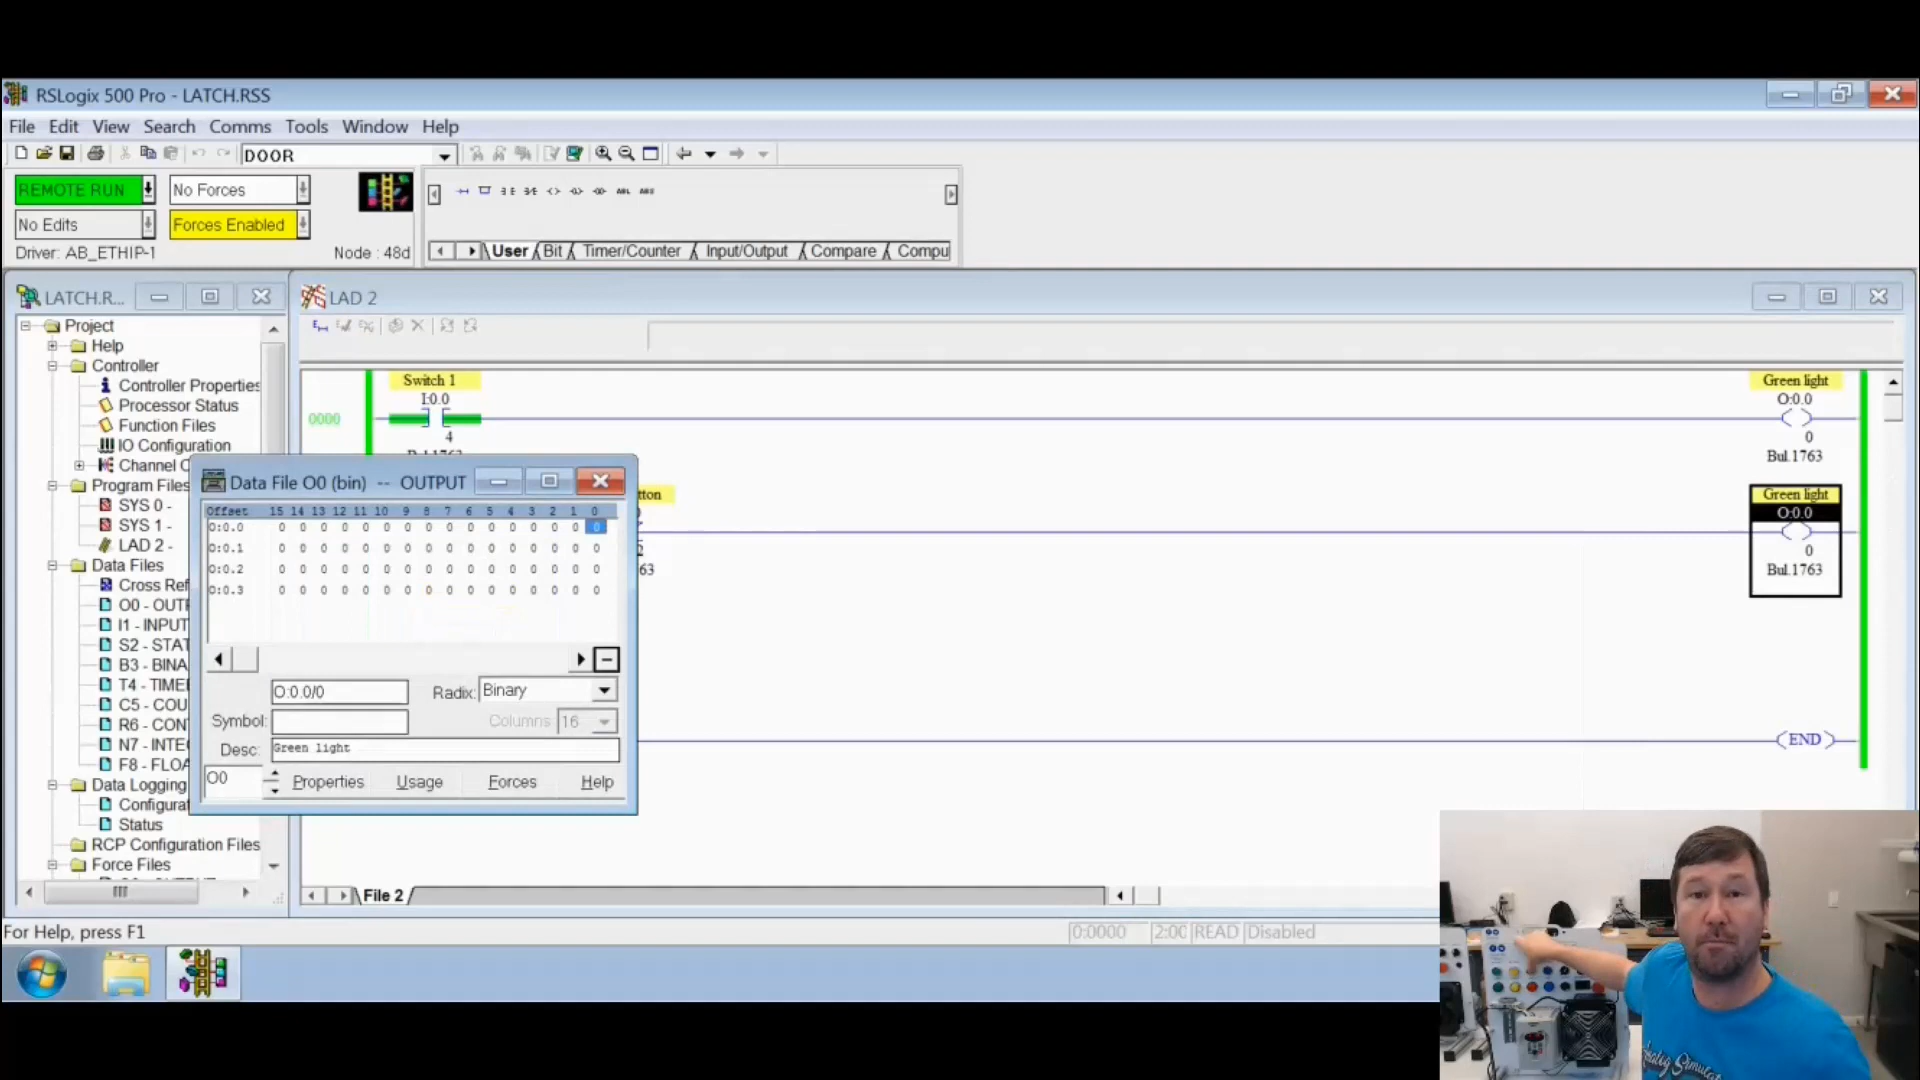 RSLogix 500 Pro - LATCH.RSS
File Edit View Search Comms Tools Window Help
DOOR
REMOTE RUN No Forces
No Edits Forces Enabled
Driver: AB_ETHIP-1 Node : 48d
User Bit Timer/Counter Input/Output Compare Compu
LATCH.R...
LAD 2
Project
Help
Controller
Controller Properties
Processor Status
Function Files
IO Configuration
Channel C
Program Files
SYS 0 -
SYS 1 -
LAD 2 -
Data Files
Cross Ref
O0 - OUTP
I1 - INPUT
S2 - STAT
B3 - BINA
T4 - TIME
C5 - COU
R6 - CON
N7 - INTE
F8 - FLOA
Data Logging
Configurat
Status
RCP Configuration Files
Force Files
Switch 1
I:0.0
0000
4
Green light
O:0.0
0
Bul.1763
tton
63
Green light
O:0.0
0
Bul.1763
END
Data File O0 (bin) -- OUTPUT
Offset 15 14 13 12 11 10 9 8 7 6 5 4 3 2 1 0
O:0.0 0 0 0 0 0 0 0 0 0 0 0 0 0 0 0 0
O:0.1 0 0 0 0 0 0 0 0 0 0 0 0 0 0 0 0
O:0.2 0 0 0 0 0 0 0 0 0 0 0 0 0 0 0 0
O:0.3 0 0 0 0 0 0 0 0 0 0 0 0 0 0 0 0
O:0.0/0 Radix: Binary
Symbol: Columns 16
Desc: Green light
O0 Properties Usage Forces Help
File 2
For Help, press F1
0:0000 2:00 READ Disabled